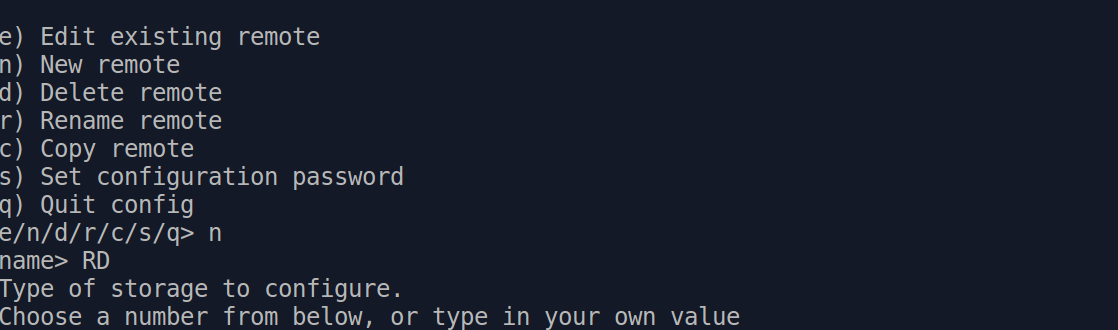 e) Edit existing remote
n) New remote
d) Delete remote
r) Rename remote
c) Copy remote
s) Set configuration password
q) Quit config
e/n/d/r/c/s/q> n
name> RD
Type of storage to configure.
Choose a number from below, or type in your own value